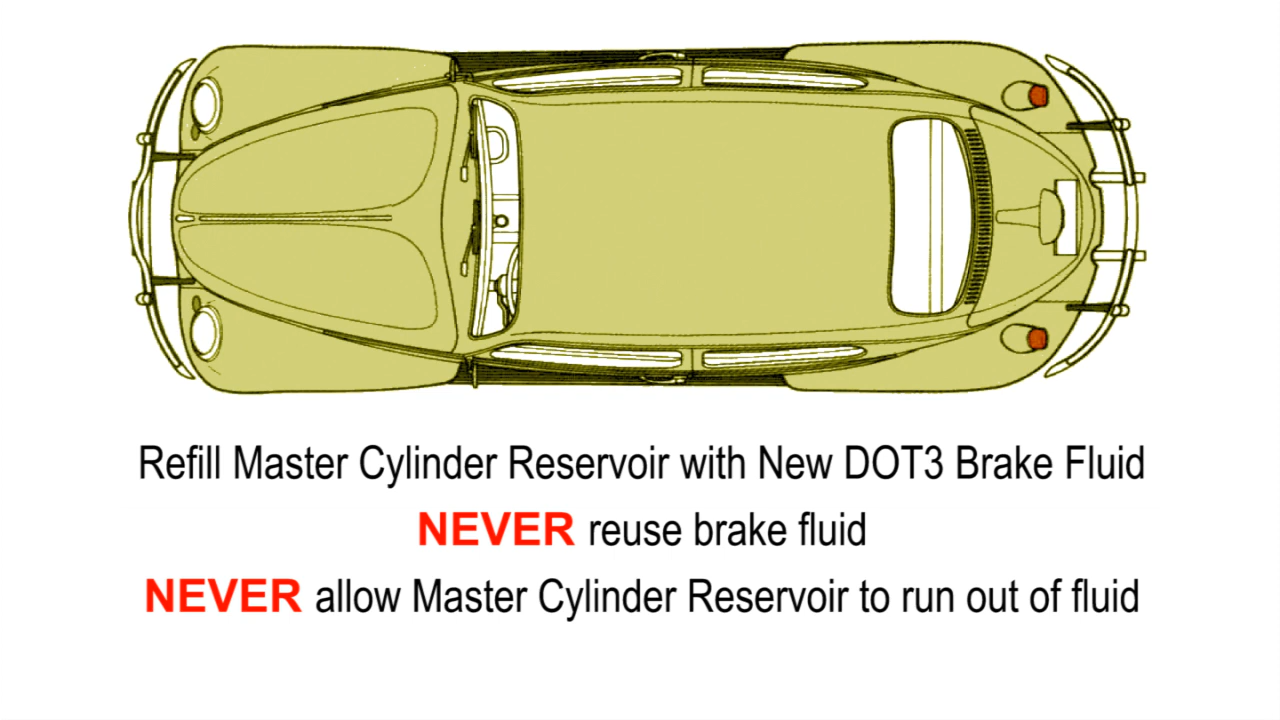 Refill Master Cylinder Reservoir with New DOT3 Brake Fluid
NEVER reuse brake fluid
NEVER allow Master Cylinder Reservoir to run out of fluid